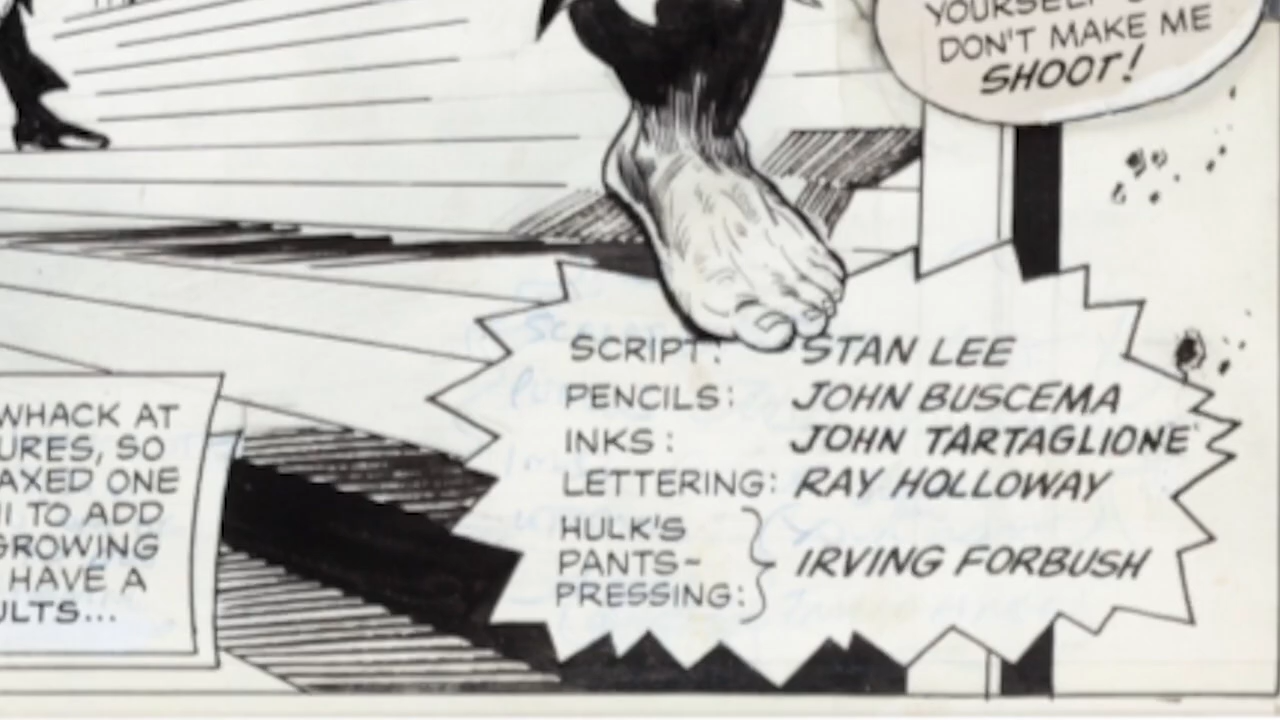 YOURSELF
DON'T MAKE ME
SHOOT!
SCRIPT: STAN LEE
PENCILS: JOHN BUSCEMA
INKS: JOHN TARTAGLIONE
LETTERING: RAY HOLLOWAY
HULK'S
PANTS-
PRESSING: IRVING FORBUSH
WHACK AT
URES, SO
AXED ONE
TO ADD
GROWING
HAVE A
ULTS...